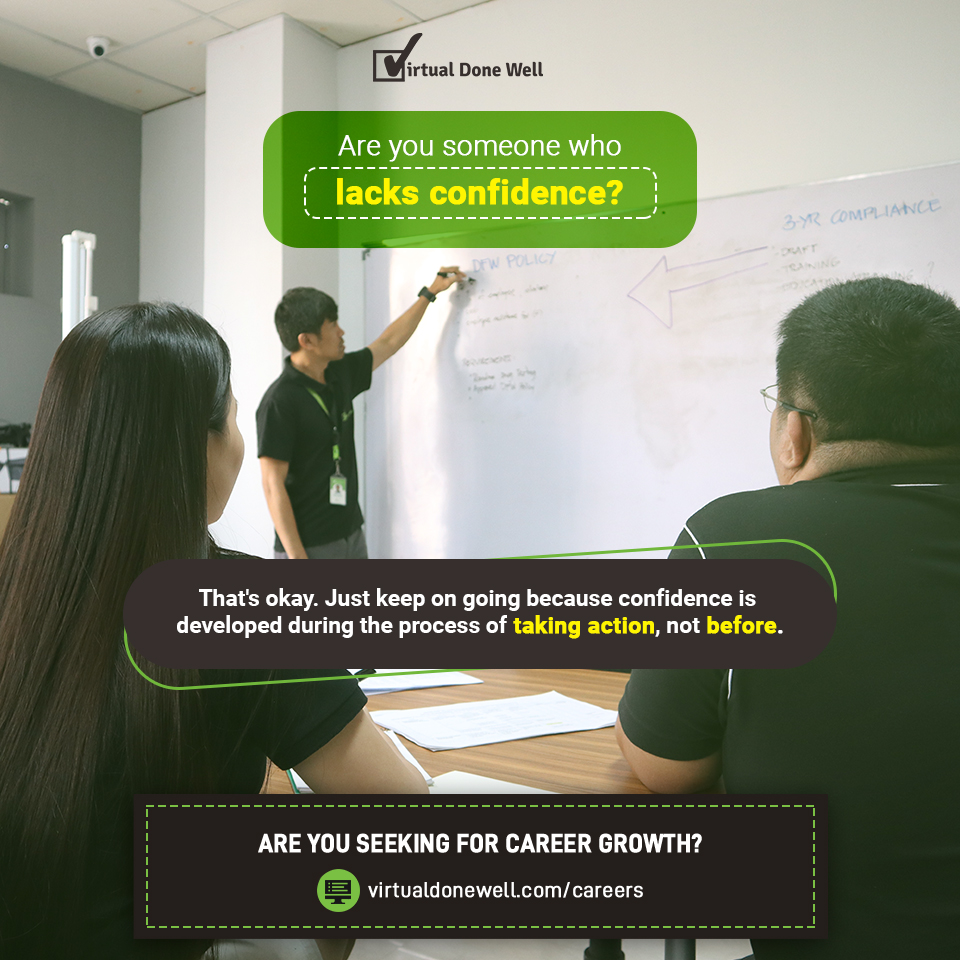 Virtual Done Well
Are you someone who
lacks confidence?
DFW POLICY
3-YR COMPLIANCE
DRAFT
TRAINING
That's okay. Just keep on going because confidence is
developed during the process of taking action, not before.
ARE YOU SEEKING FOR CAREER GROWTH?
virtualdonewell.com/careers